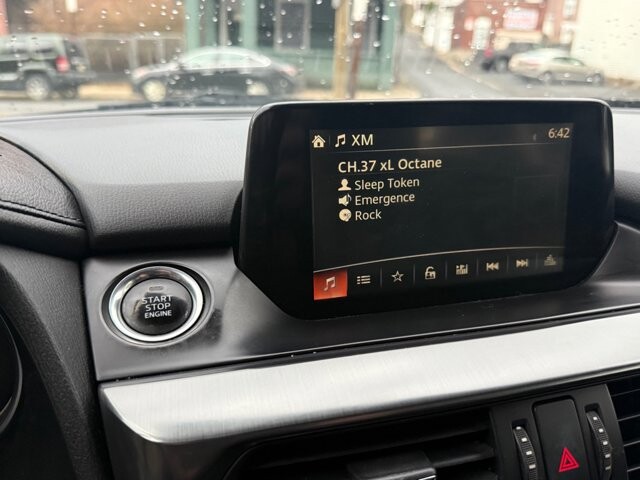 XM
6:42
CH.37 xL Octane
Sleep Token
Emergence
Rock
START
STOP
ENGINE